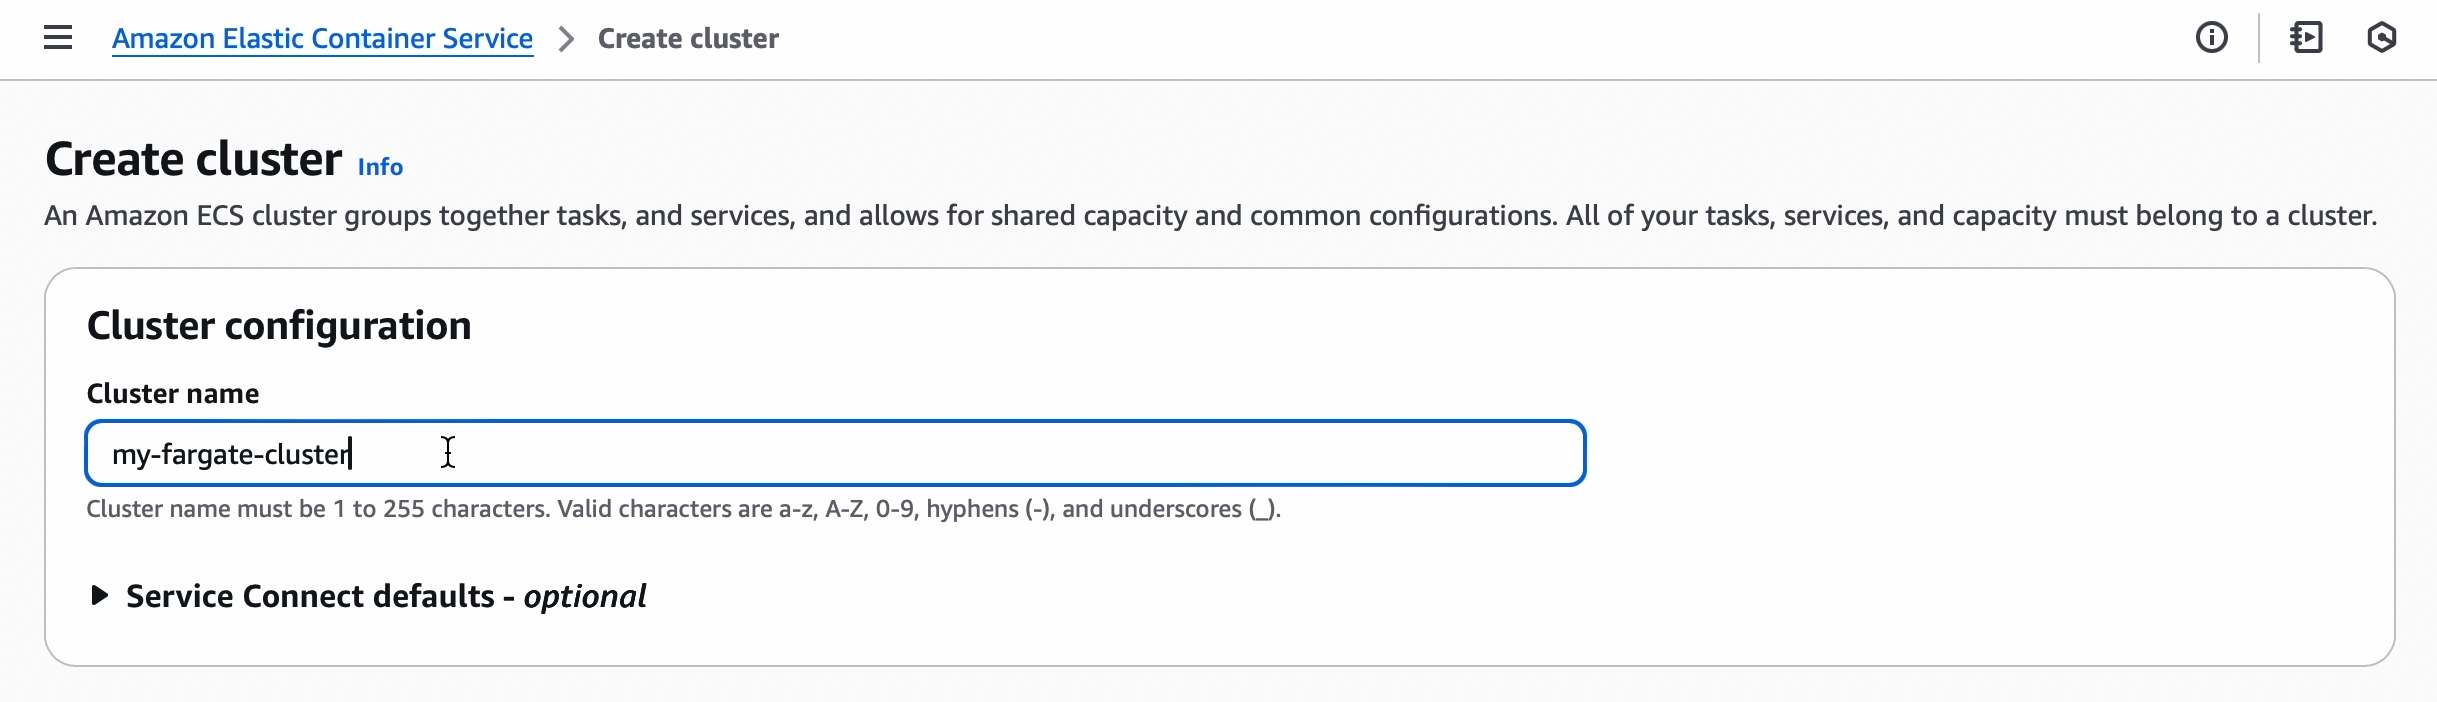 Amazon Elastic Container Service > Create cluster
Create cluster Info
An Amazon ECS cluster groups together tasks, and services, and allows for shared capacity and common configurations. All of your tasks, services, and capacity must belong to a cluster.
Cluster configuration
Cluster name
my-fargate-cluster
Cluster name must be 1 to 255 characters. Valid characters are a-z, A-Z, 0-9, hyphens (-), and underscores (_).
Service Connect defaults - optional